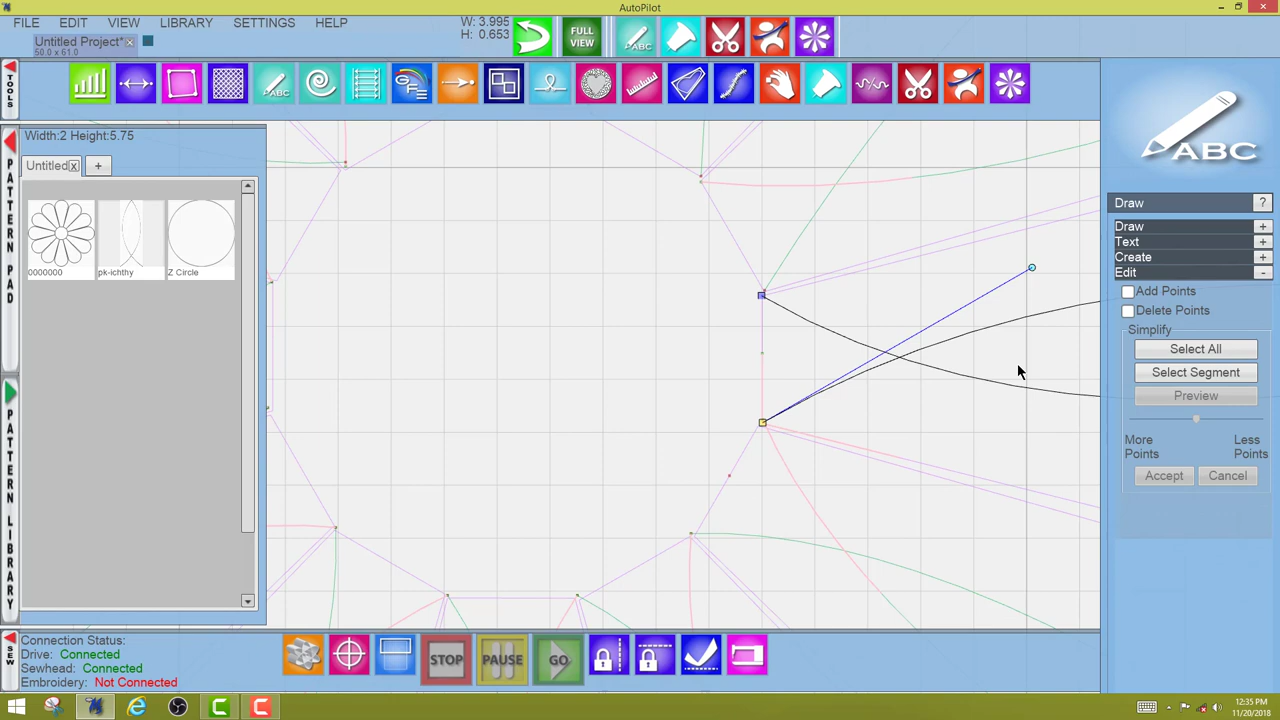 AutoPilot
FILE EDIT VIEW LIBRARY SETTINGS HELP
W: 3.995
H: 0.653
FULL VIEW
ABC
Untitled Project*
50.0 x 61.0
TOOLS
ABC
GFE
ABC
Width:2 Height:5.75
Untitled x +
PATTERN PAD
0000000 pk-ichthy Z Circle
PATTERN LIBRARY
Draw ?
Draw +
Text +
Create +
Edit -
Add Points
Delete Points
Simplify
Select All
Select Segment
Preview
More Points
Less Points
Accept Cancel
SEW
Connection Status:
Drive: Connected
Sewhead: Connected
Embroidery: Not Connected
STOP PAUSE GO
12:35 PM
11/20/2018